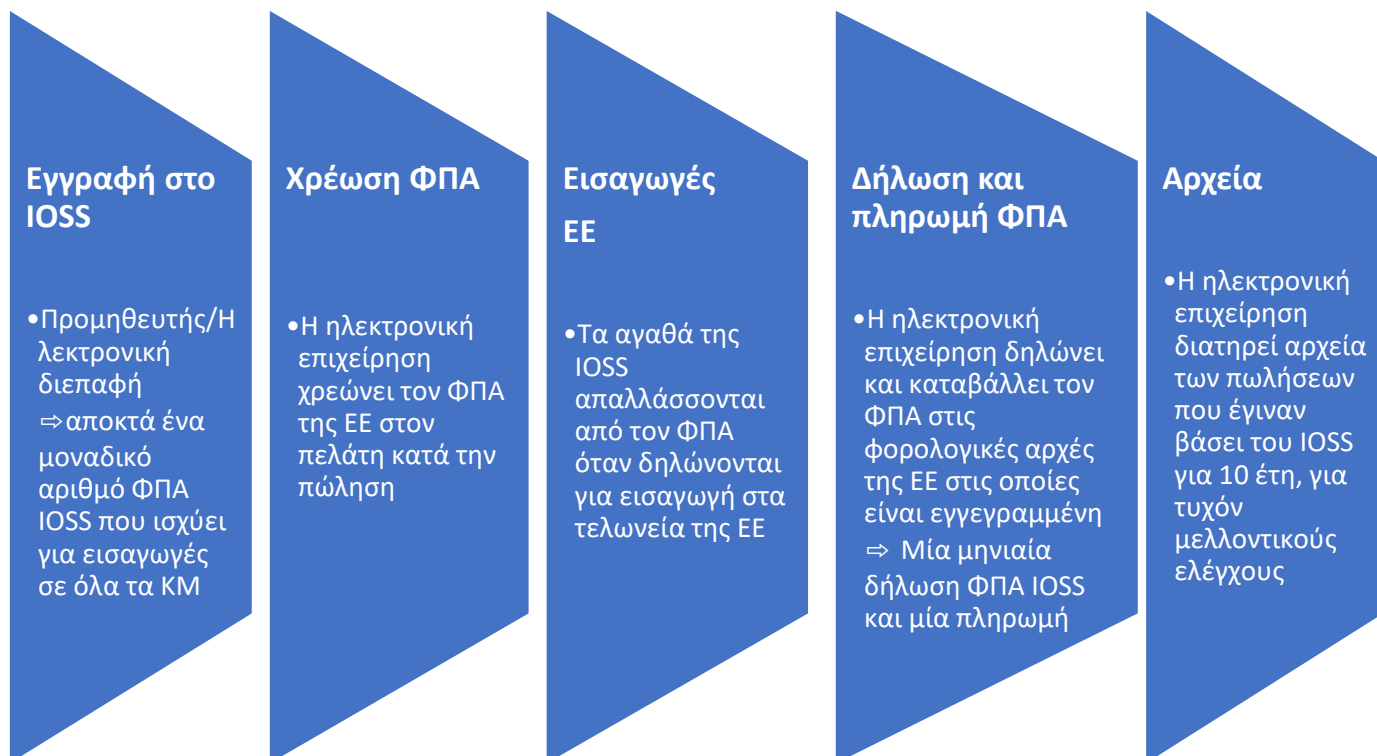 Εγγραφή στο
IOSS
•Προμηθευτής/Η
λεκτρονική
διεπαφή
⇨αποκτά ένα
μοναδικό
αριθμό ΦΠΑ
IOSS που ισχύει
για εισαγωγές
σε όλα τα ΚΜ
Χρέωση ΦΠΑ
•Η ηλεκτρονική
επιχείρηση
χρεώνει τον ΦΠΑ
της ΕΕ στον
πελάτη κατά την
πώληση
Εισαγωγές
ΕΕ
•Τα αγαθά της
IOSS
απαλλάσσονται
από τον ΦΠΑ
όταν δηλώνονται
για εισαγωγή στα
τελωνεία της ΕΕ
Δήλωση και
πληρωμή ΦΠΑ
•Η ηλεκτρονική
επιχείρηση δηλώνει
και καταβάλλει τον
ΦΠΑ στις
φορολογικές αρχές
της ΕΕ στις οποίες
είναι εγγεγραμμένη
⇨ Μία μηνιαία
δήλωση ΦΠΑ IOSS
και μία πληρωμή
Αρχεία
•Η ηλεκτρονική
επιχείρηση
διατηρεί αρχεία
των πωλήσεων
που έγιναν
βάσει του IOSS
για 10 έτη, για
τυχόν
μελλοντικούς
ελέγχους